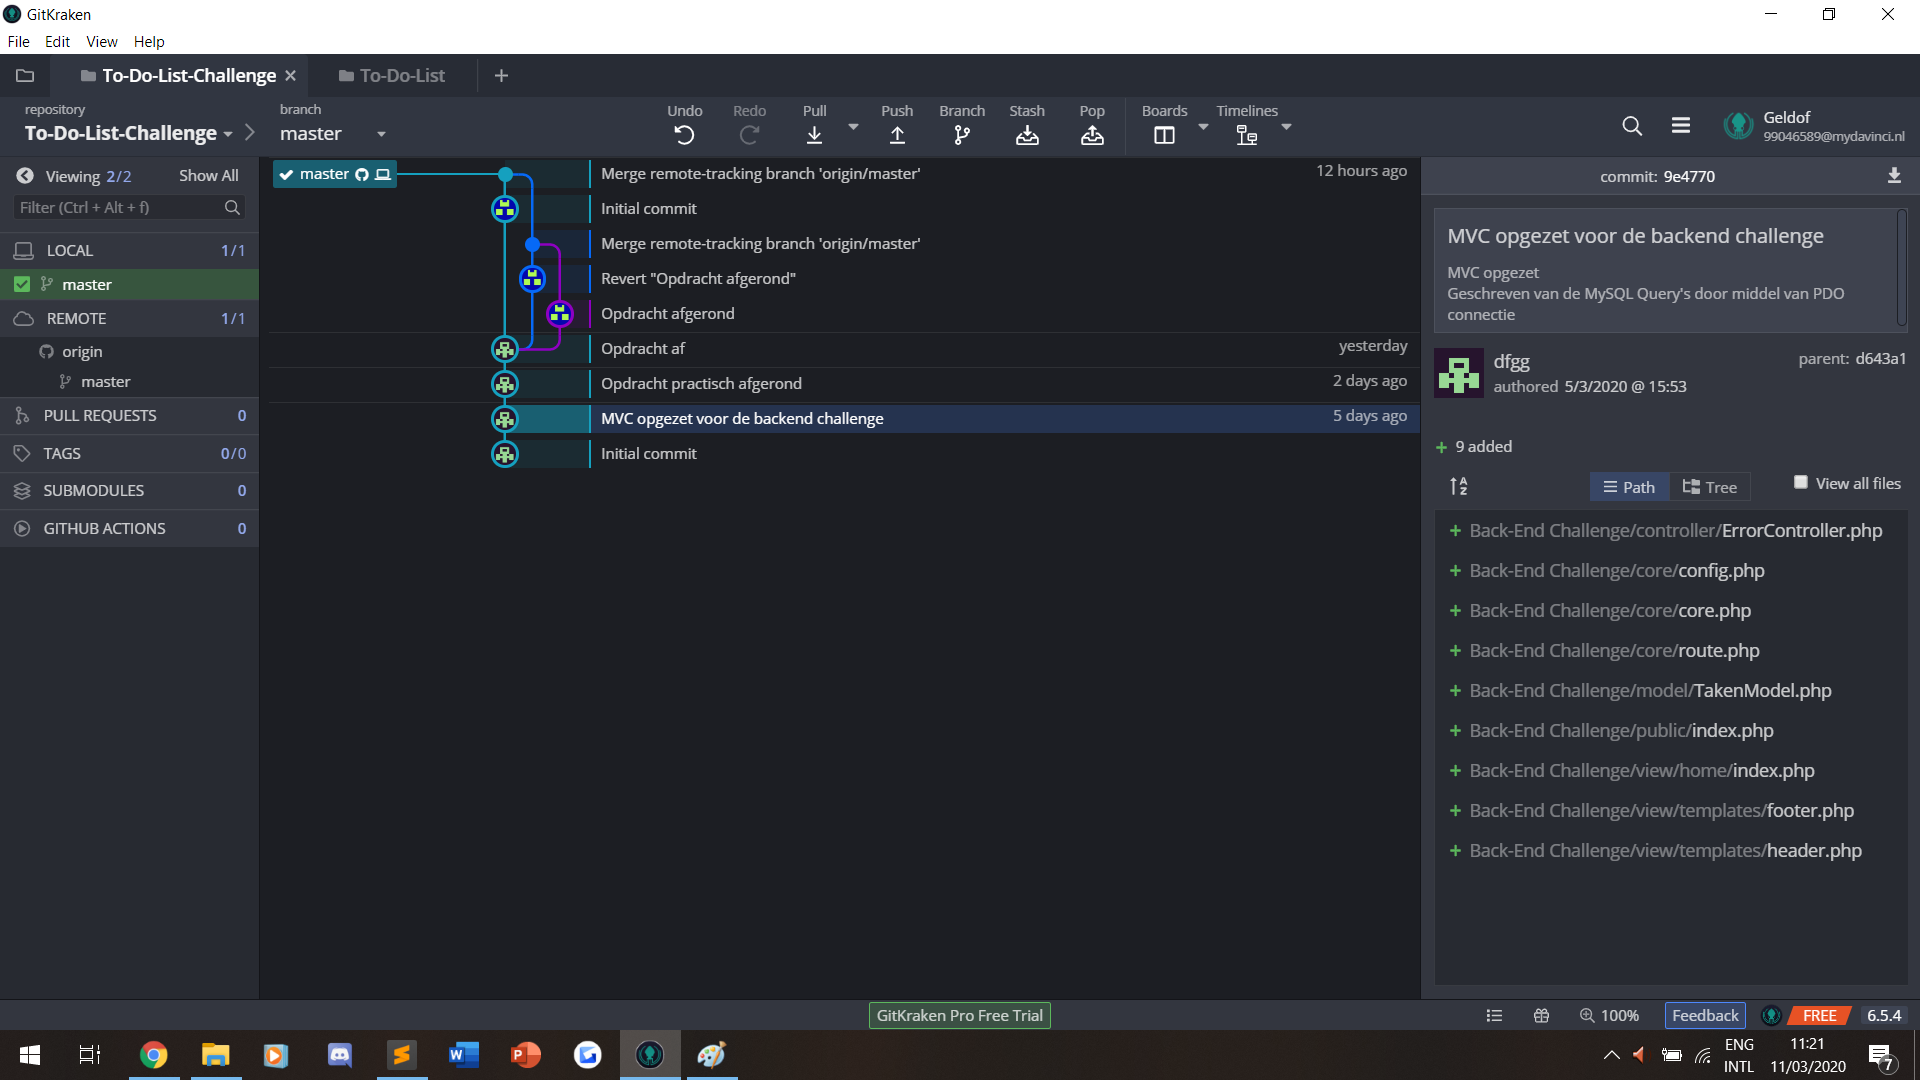 GitKraken
File Edit View Help
To-Do-List-Challenge
To-Do-List
repository
To-Do-List-Challenge
branch
master
Undo
Redo
Pull
Push
Branch
Stash
Pop
Boards
Timelines
Geldof
99046589@mydavinci.nl
Viewing 2/2 Show All
Filter (Ctrl + Alt + f)
LOCAL 1/1
master
REMOTE 1/1
origin
master
PULL REQUESTS 0
TAGS 0/0
SUBMODULES 0
GITHUB ACTIONS 0
master Merge remote-tracking branch 'origin/master' 12 hours ago
Initial commit
Merge remote-tracking branch 'origin/master'
Revert "Opdracht afgerond"
Opdracht afgerond
Opdracht af yesterday
Opdracht practisch afgerond 2 days ago
MVC opgezet voor de backend challenge 5 days ago
Initial commit
commit: 9e4770
MVC opgezet voor de backend challenge
MVC opgezet
Geschreven van de MySQL Query's door middel van PDO
connectie
dfgg
parent: d643a1
authored 5/3/2020 @ 15:53
9 added
Path Tree View all files
Back-End Challenge/controller/ErrorController.php
Back-End Challenge/core/config.php
Back-End Challenge/core/core.php
Back-End Challenge/core/route.php
Back-End Challenge/model/TakenModel.php
Back-End Challenge/public/index.php
Back-End Challenge/view/home/index.php
Back-End Challenge/view/templates/footer.php
Back-End Challenge/view/templates/header.php
GitKraken Pro Free Trial
100%
Feedback
FREE
6.5.4
ENG
INTL
11:21
11/03/2020
7